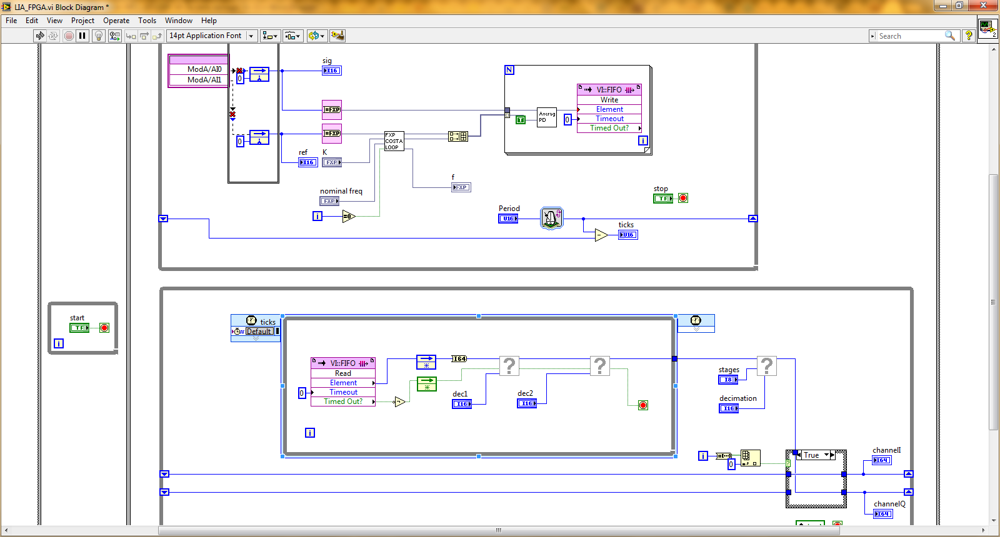 LIA_FPGA.vi Block Diagram *
File Edit View Project Operate Tools Window Help
14pt Application Font
Search
?
2
ModA/AI0
ModA/AI1
0
0
sig
I16
#FXP
#FXP
ref
I16
K
FXP
FXP
COSTA
LOOP
nominal freq
FXP
i
=0
f
FXP
N
T
Averag
PD
0
VI::FIFO
Write
Element
Timeout
Timed Out?
i
stop
TF
Period
U16
ticks
U16
start
TF
i
ticks
Default
VI::FIFO
Read
Element
Timeout
Timed Out?
0
I64
?
?
dec1
I16
dec2
I16
i
stages
I8
?
decimation
I16
i
#[...]
0
?
True
channelI
I64
channelQ
I64